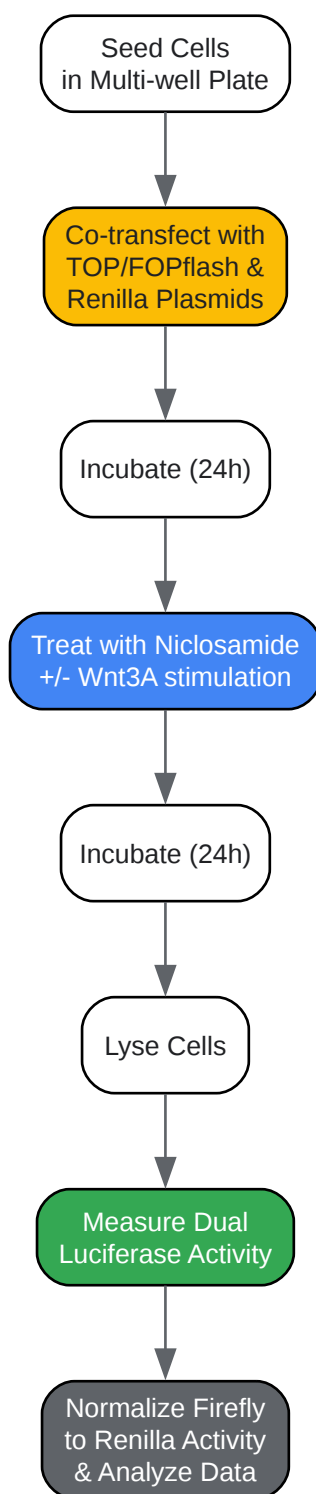 Seed Cells
in Multi-well Plate
Co-transfect with
TOP/FOPflash &
Renilla Plasmids
Incubate (24h)
Treat with Niclosamide
+/- Wnt3A stimulation
Incubate (24h)
Lyse Cells
Measure Dual
Luciferase Activity
Normalize Firefly
to Renilla Activity
& Analyze Data